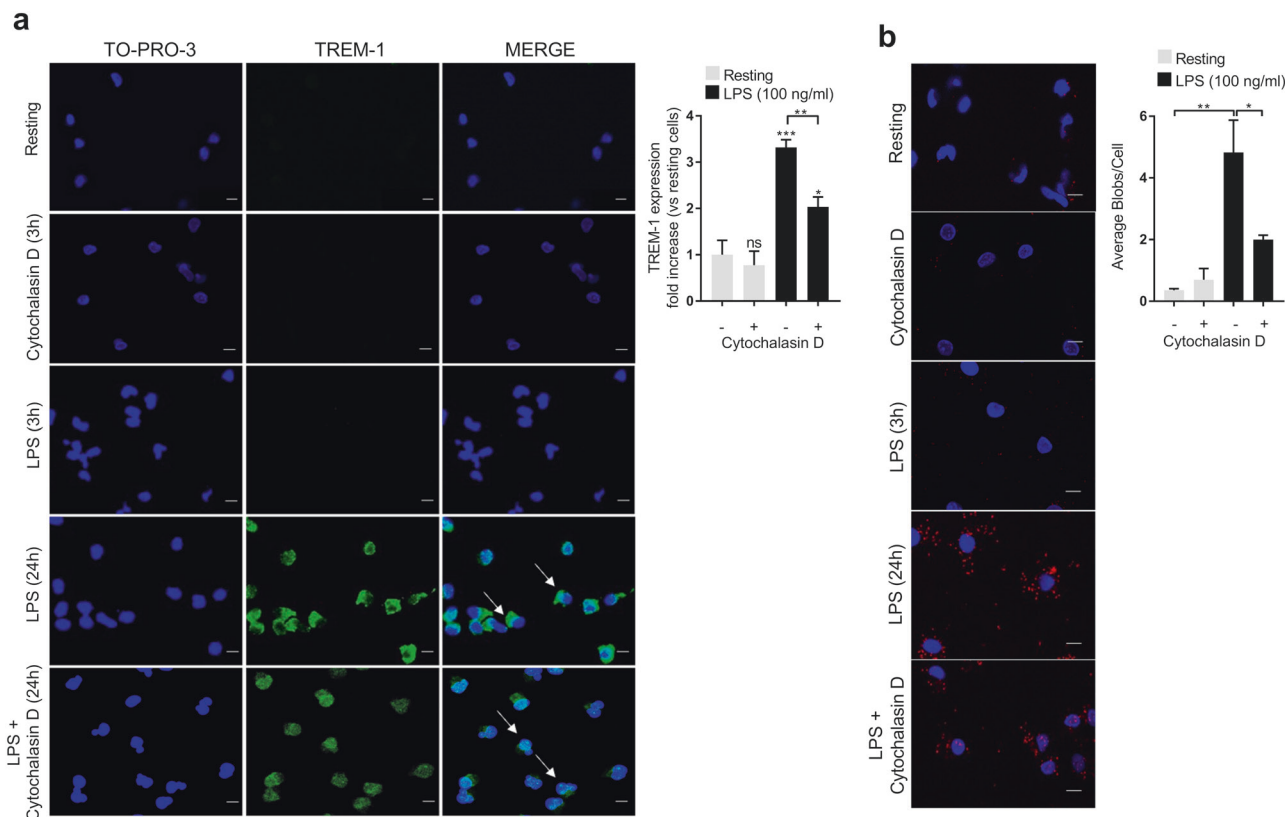 a
TO-PRO-3 TREM-1 MERGE
Resting
Cytochalasin D (3h)
LPS (3h)
LPS (24h)
LPS +
Cytochalasin D (24h)
Resting
LPS (100 ng/ml)
TREM-1 expression
fold increase (vs resting cells)
4
3
2
1
0
ns
***
**
*
- + - +
Cytochalasin D
b
Resting
Cytochalasin D
LPS (3h)
LPS (24h)
LPS +
Cytochalasin D
Resting
LPS (100 ng/ml)
Average Blobs/Cell
6
4
2
0
** *
- + - +
Cytochalasin D